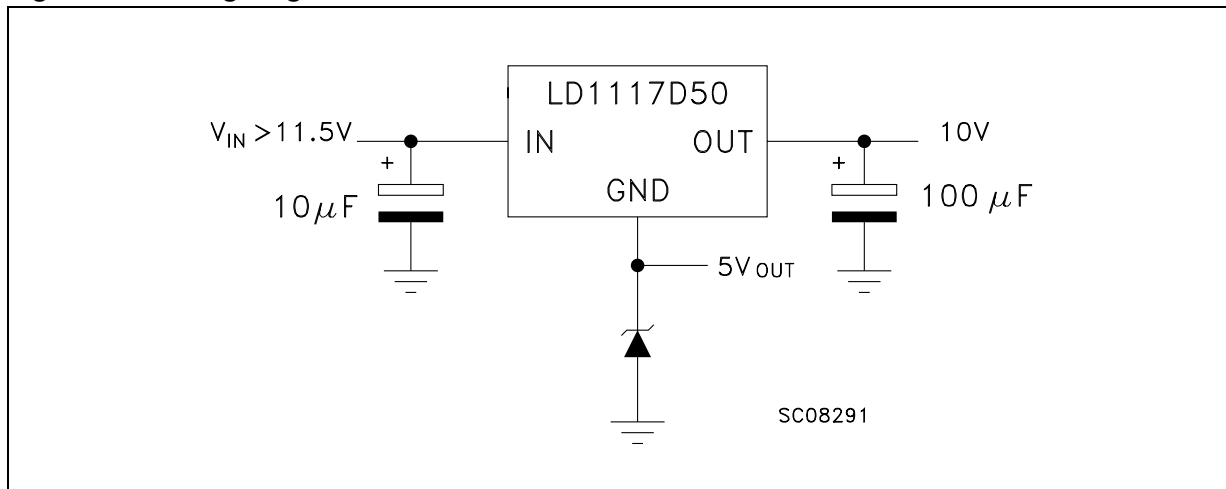 LD1117D50
V_IN >11.5V
IN
OUT
10V
+
+
GND
10μF
100 μF
5V_OUT
SC08291